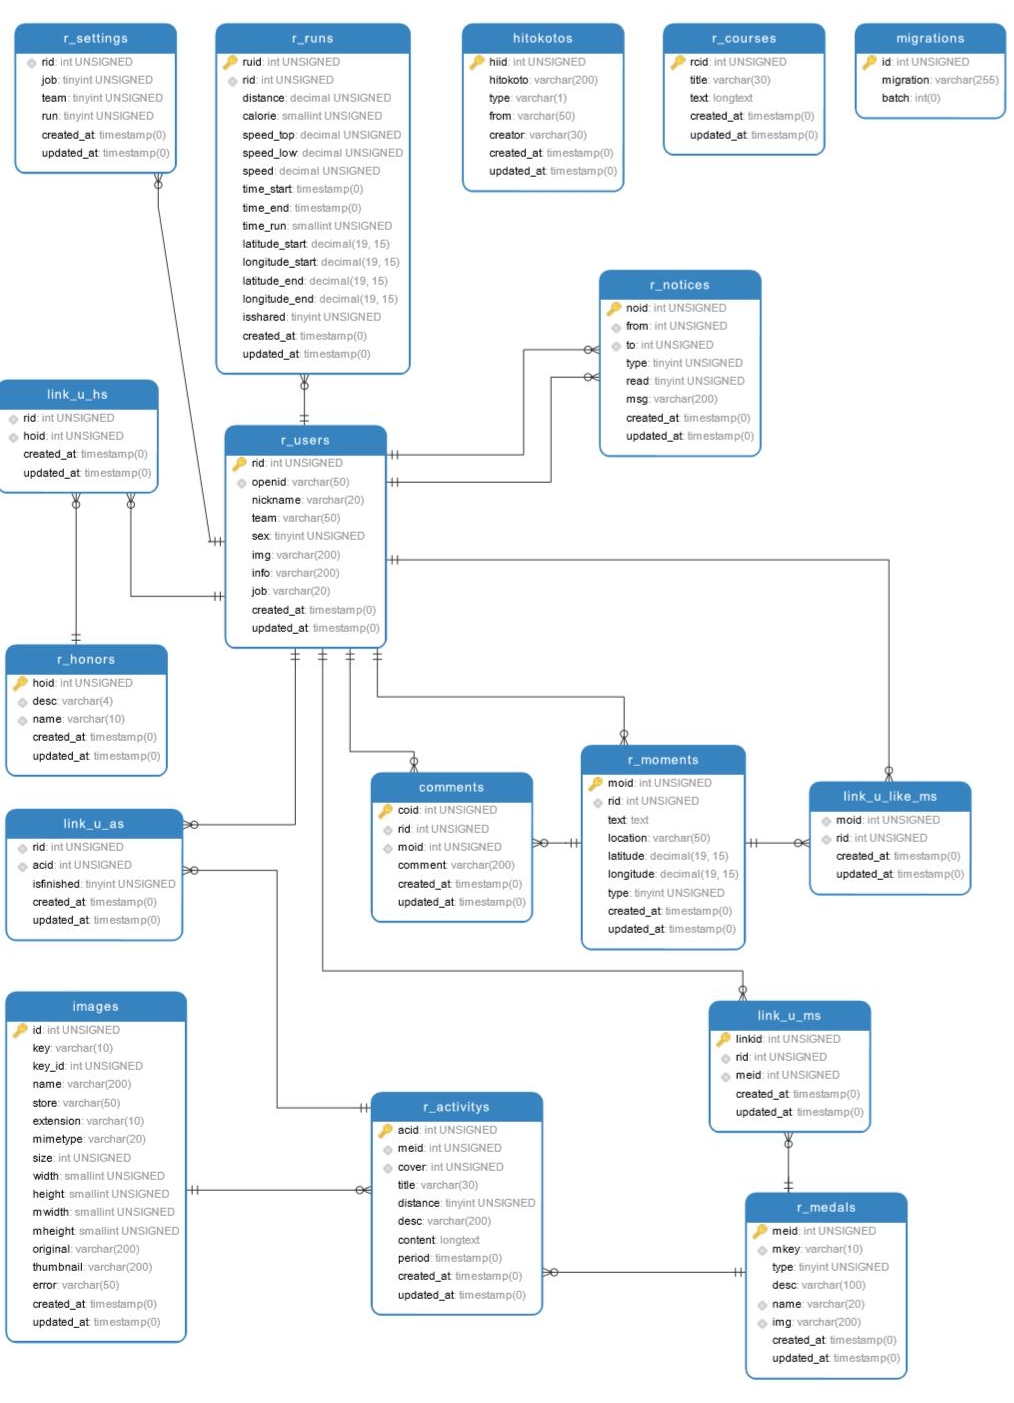 r_settings
rid: int UNSIGNED
job: tinyint UNSIGNED
team: tinyint UNSIGNED
run: tinyint UNSIGNED
created_at: timestamp(0)
updated_at: timestamp(0)
r_runs
ruid: int UNSIGNED
rid: int UNSIGNED
distance: decimal UNSIGNED
calorie: smallint UNSIGNED
speed_top: decimal UNSIGNED
speed_low: decimal UNSIGNED
speed: decimal UNSIGNED
time_start: timestamp(0)
time_end: timestamp(0)
time_run: smallint UNSIGNED
latitude_start: decimal(19, 15)
longitude_start: decimal(19, 15)
latitude_end: decimal(19, 15)
longitude_end: decimal(19, 15)
isshared: tinyint UNSIGNED
created_at: timestamp(0)
updated_at: timestamp(0)
hitokotos
hiid: int UNSIGNED
hitokoto: varchar(200)
type: varchar(1)
from: varchar(50)
creator: varchar(30)
created_at: timestamp(0)
updated_at: timestamp(0)
r_courses
rcid: int UNSIGNED
title: varchar(30)
text: longtext
created_at: timestamp(0)
updated_at: timestamp(0)
migrations
id: int UNSIGNED
migration: varchar(255)
batch: int(0)
r_notices
noid: int UNSIGNED
from: int UNSIGNED
to: int UNSIGNED
type: tinyint UNSIGNED
read: tinyint UNSIGNED
msg: varchar(200)
created_at: timestamp(0)
updated_at: timestamp(0)
link_u_hs
rid: int UNSIGNED
hoid: int UNSIGNED
created_at: timestamp(0)
updated_at: timestamp(0)
r_users
rid: int UNSIGNED
openid: varchar(50)
nickname: varchar(20)
team: varchar(50)
sex: tinyint UNSIGNED
img: varchar(200)
info: varchar(200)
job: varchar(20)
created_at: timestamp(0)
updated_at: timestamp(0)
r_honors
hoid: int UNSIGNED
desc: varchar(4)
name: varchar(10)
created_at: timestamp(0)
updated_at: timestamp(0)
comments
coid: int UNSIGNED
rid: int UNSIGNED
moid: int UNSIGNED
comment: varchar(200)
created_at: timestamp(0)
updated_at: timestamp(0)
r_moments
moid: int UNSIGNED
rid: int UNSIGNED
text: text
location: varchar(50)
latitude: decimal(19, 15)
longitude: decimal(19, 15)
type: tinyint UNSIGNED
created_at: timestamp(0)
updated_at: timestamp(0)
link_u_like_ms
moid: int UNSIGNED
rid: int UNSIGNED
created_at: timestamp(0)
updated_at: timestamp(0)
link_u_as
rid: int UNSIGNED
acid: int UNSIGNED
isfinished: tinyint UNSIGNED
created_at: timestamp(0)
updated_at: timestamp(0)
images
id: int UNSIGNED
key: varchar(10)
key_id: int UNSIGNED
name: varchar(200)
store: varchar(50)
extension: varchar(10)
mimetype: varchar(20)
size: int UNSIGNED
width: smallint UNSIGNED
height: smallint UNSIGNED
mwidth: smallint UNSIGNED
mheight: smallint UNSIGNED
original: varchar(200)
thumbnail: varchar(200)
error: varchar(50)
created_at: timestamp(0)
updated_at: timestamp(0)
r_activitys
acid: int UNSIGNED
meid: int UNSIGNED
cover: int UNSIGNED
title: varchar(30)
distance: tinyint UNSIGNED
desc: varchar(200)
content: longtext
period: timestamp(0)
created_at: timestamp(0)
updated_at: timestamp(0)
link_u_ms
linkid: int UNSIGNED
rid: int UNSIGNED
meid: int UNSIGNED
created_at: timestamp(0)
updated_at: timestamp(0)
r_medals
meid: int UNSIGNED
mkey: varchar(10)
type: tinyint UNSIGNED
desc: varchar(100)
name: varchar(20)
img: varchar(200)
created_at: timestamp(0)
updated_at: timestamp(0)